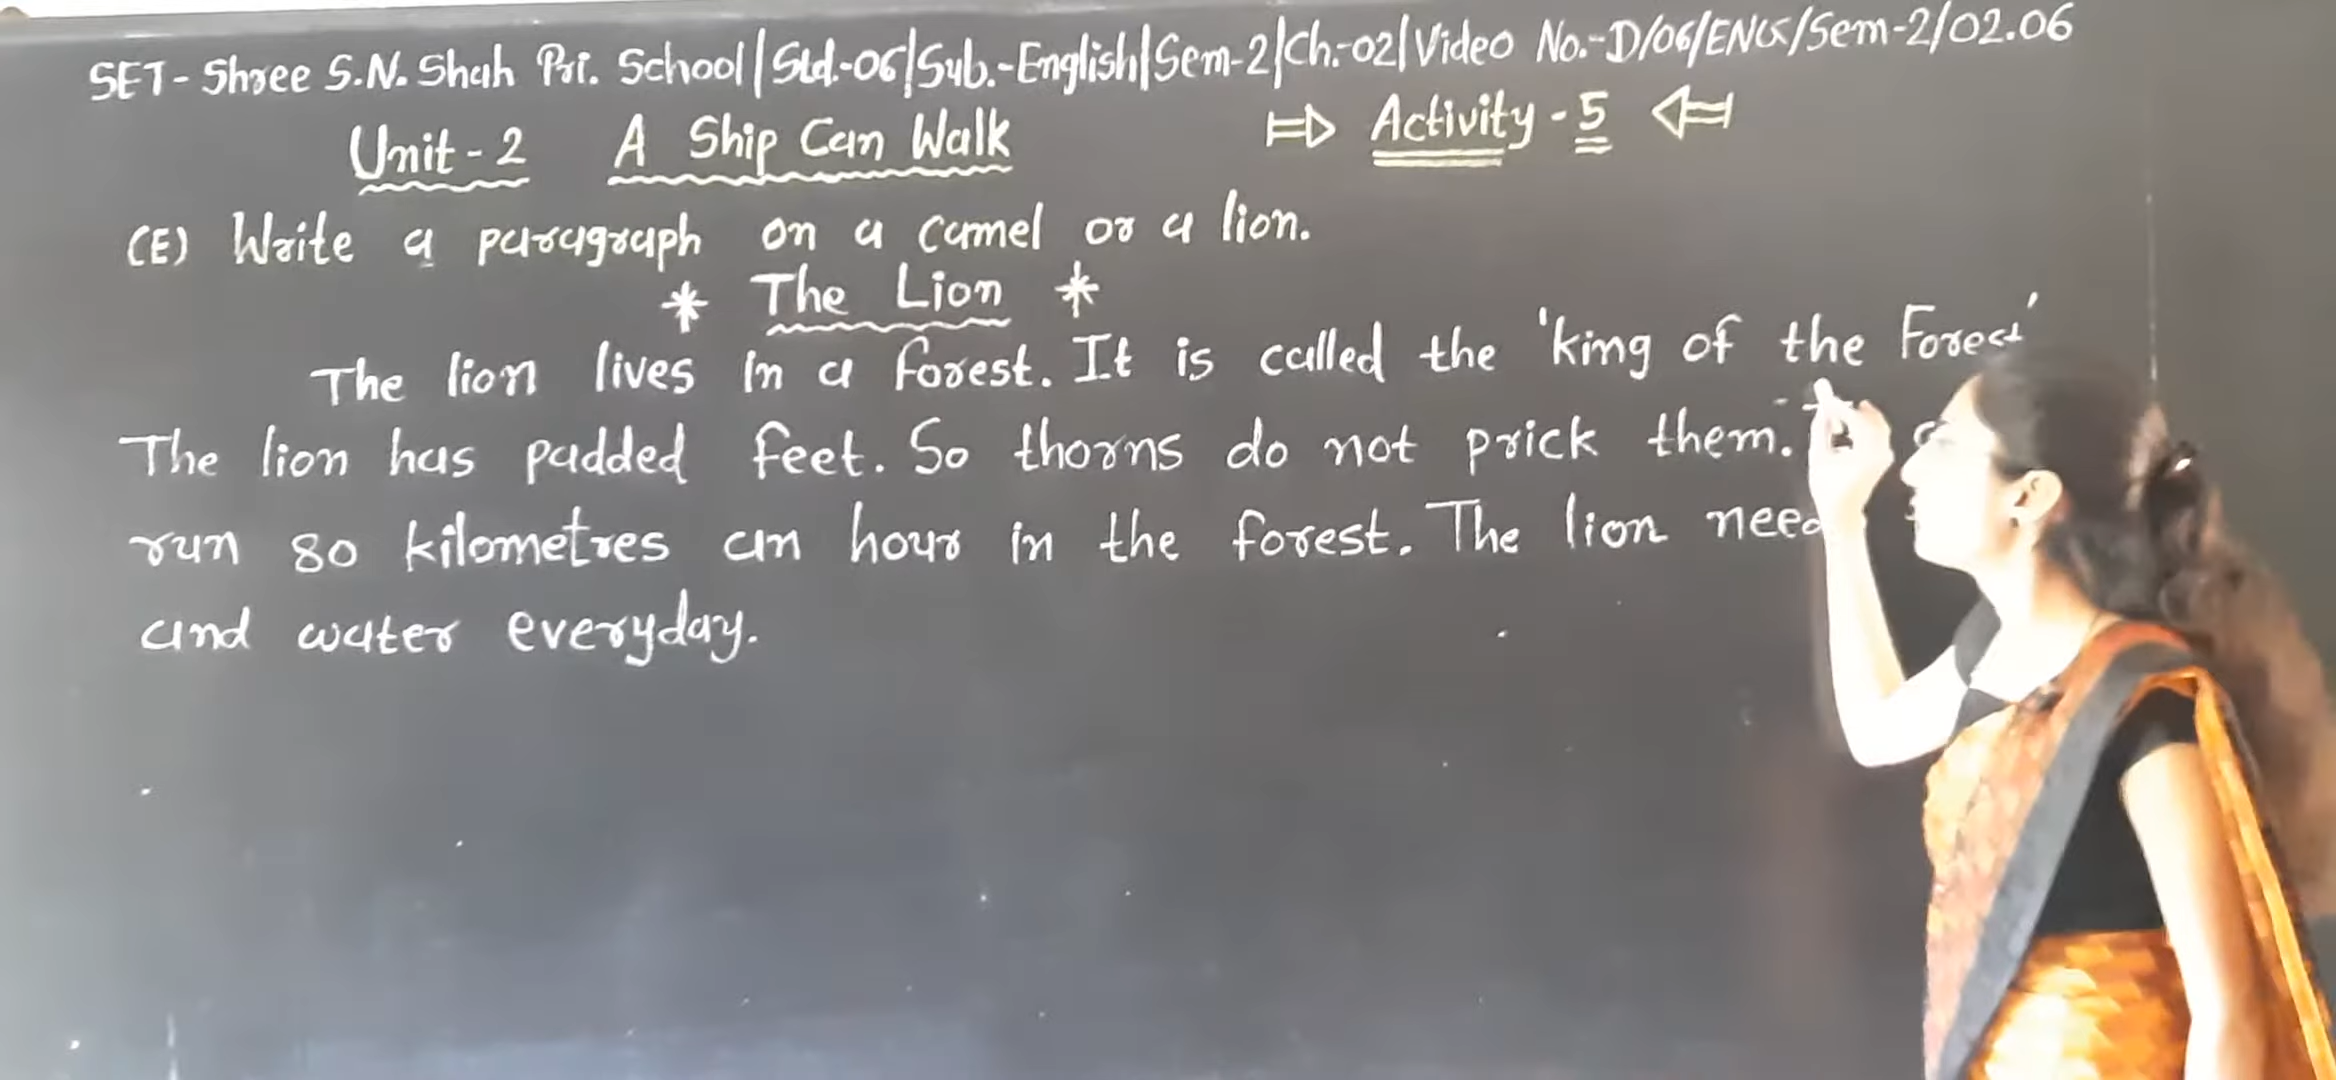 SET- Shree S.N. Shah Pri. School|Std.-06|Sub.-English|Sem-2|Ch.-02|Video No.-D/06/ENG/Sem-2/02.06
Unit-2 A Ship Can Walk ⇒ Activity-5 ⇐
(E) Write a paragraph on a camel or a lion.
* The Lion *
The lion lives in a forest. It is called the 'king of the Forest'
The lion has padded feet. So thorns do not prick them.
run 80 kilometres an hour in the forest. The lion
and water everyday.